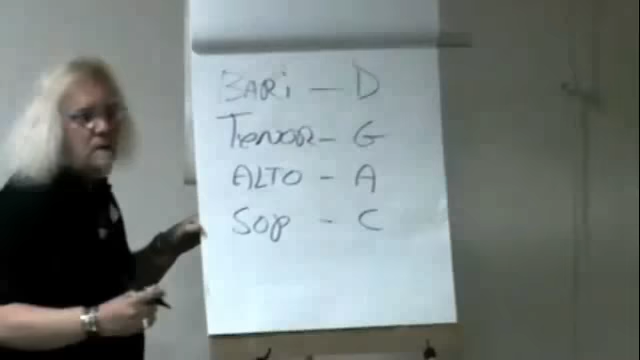 BARi - D
Tenor - G
ALTO - A
Sop - C